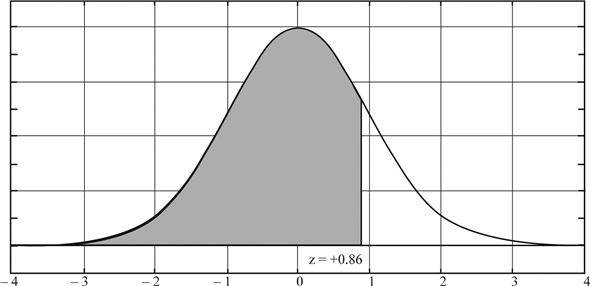 z = +0.86
– 4 – 3 – 2 – 1 0 1 2 3 4